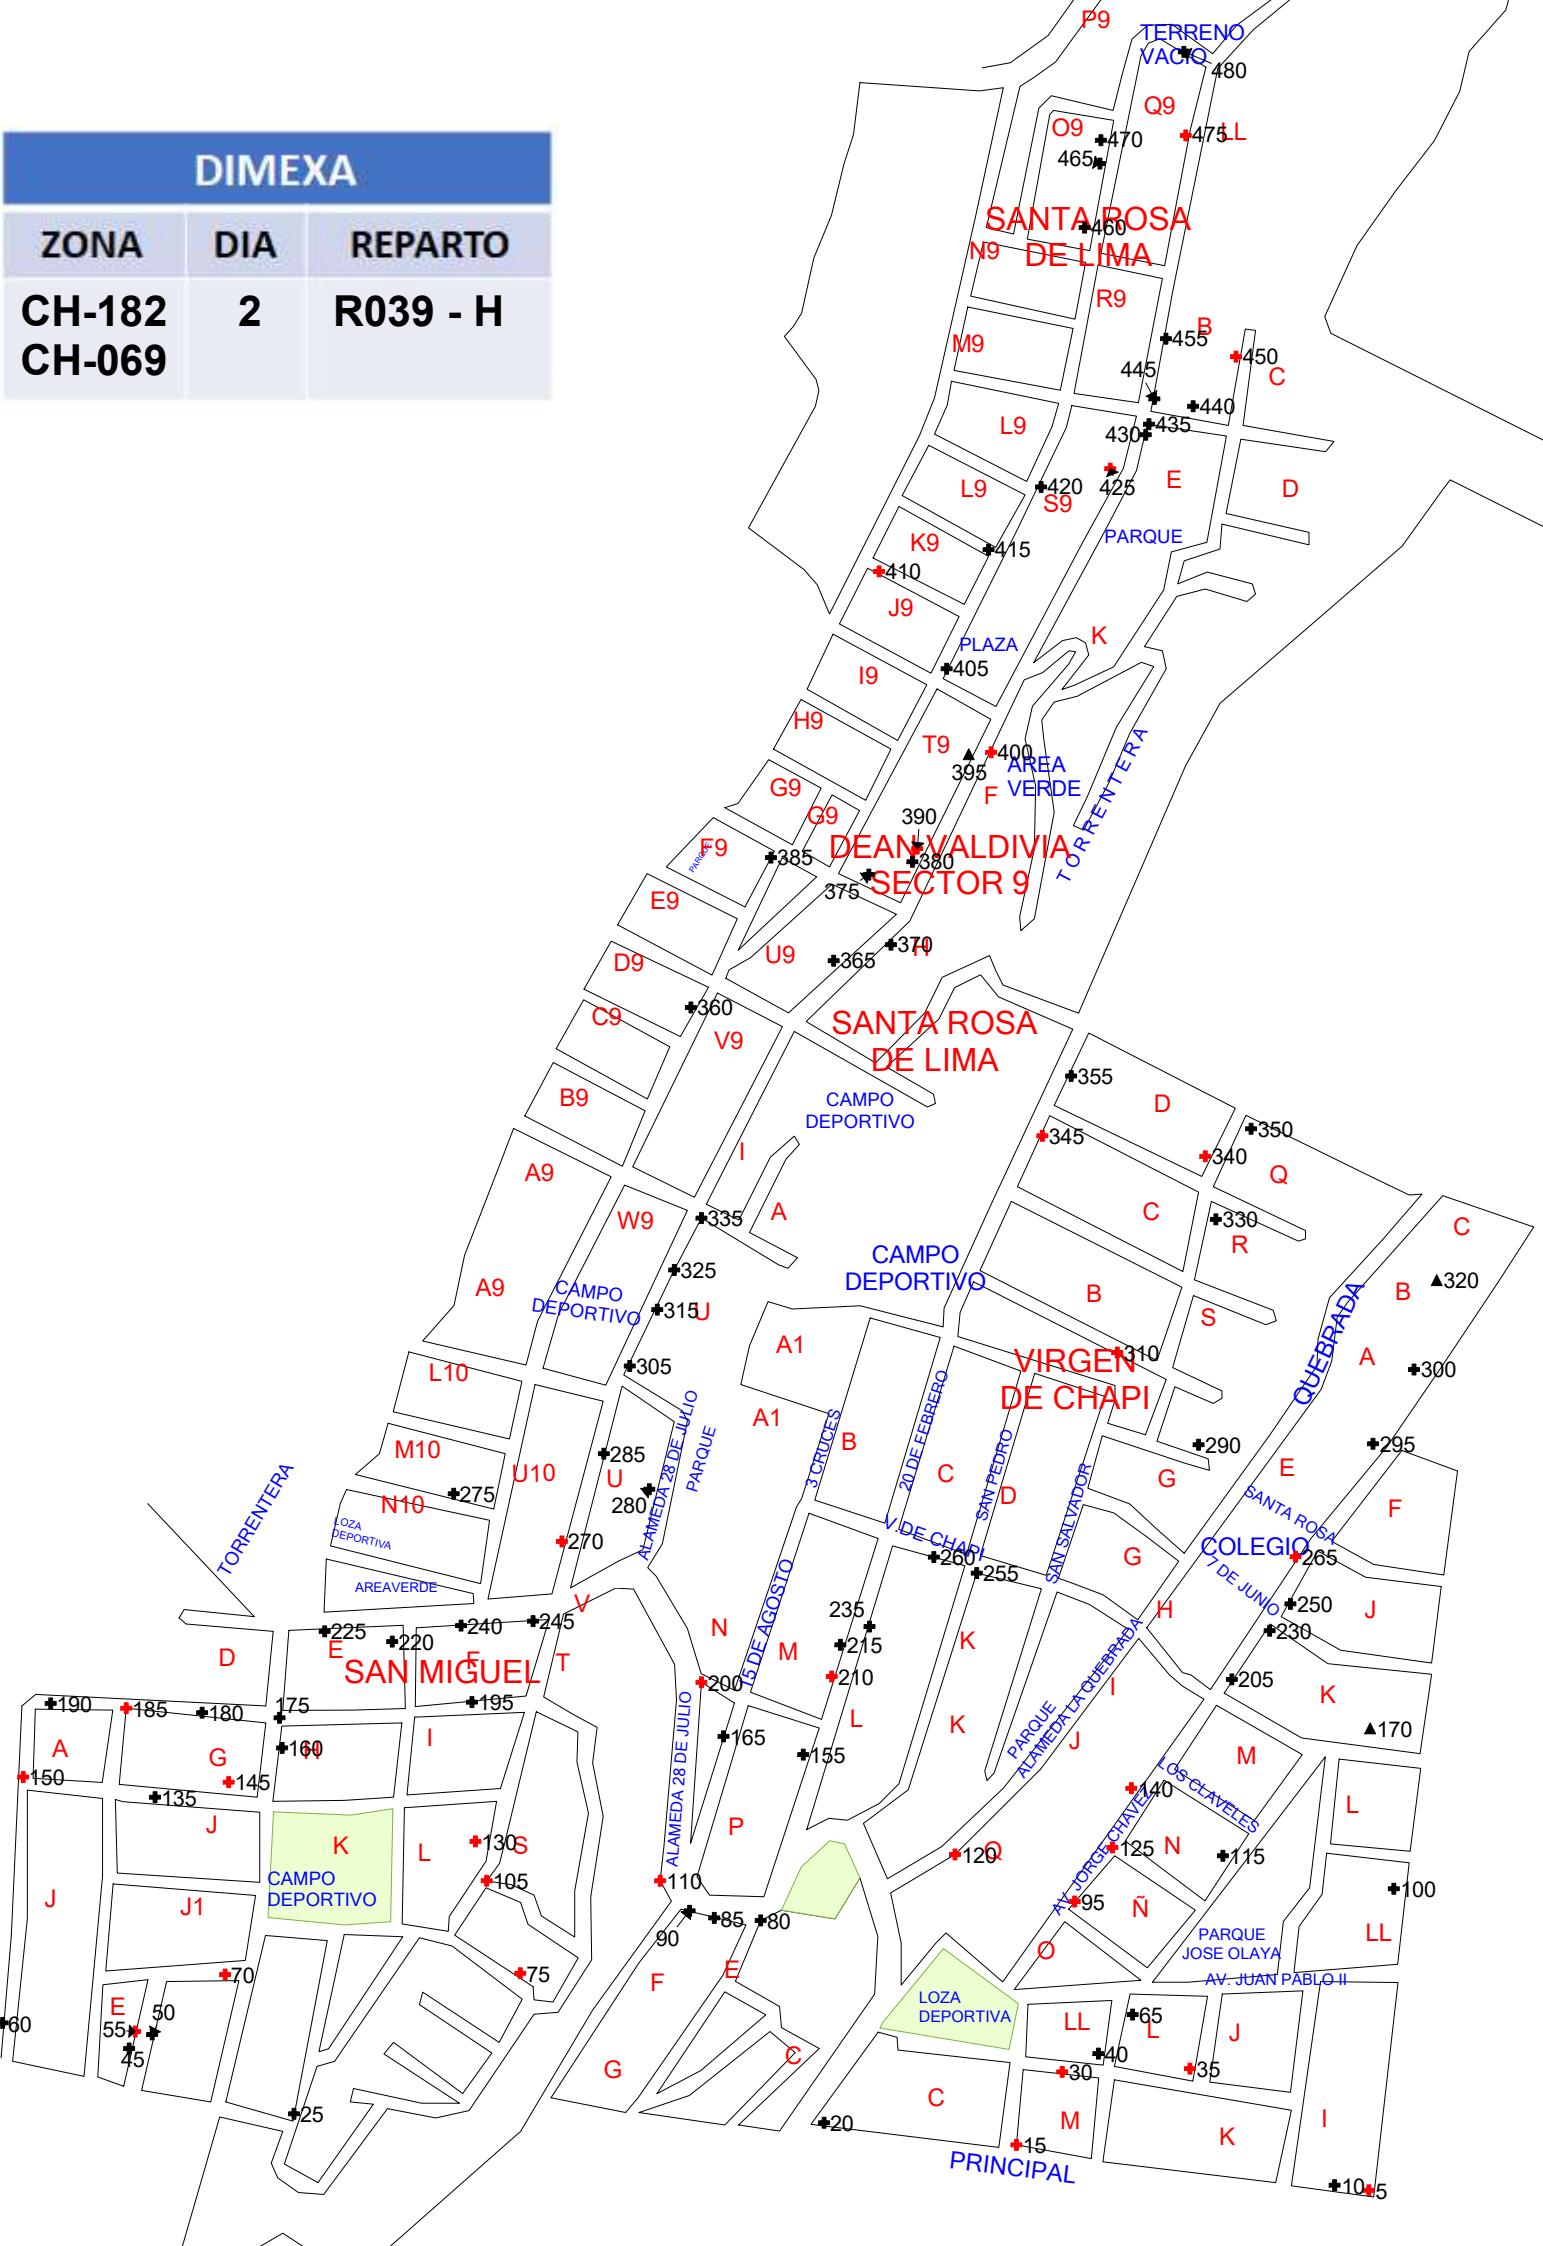 DIMEXA
ZONA DIA REPARTO
CH-182 2 R039 - H
CH-069
P9
TERRENO
VACIO
480
Q9
O9
470
475
LL
465
SANTA ROSA
460
DE LIMA
N9
R9
B
455
M9
450
445
C
440
L9
435
430
E
425
420
L9
S9
D
PARQUE
K9
415
410
J9
K
PLAZA
405
I9
H9
T9
400
395
AREA
VERDE
F
TORRENTERA
G9
G9
390
F9
PARQUE
385
DEAN VALDIVIA
380
375
SECTOR 9
E9
H
370
U9
365
D9
360
C9
V9
SANTA ROSA
DE LIMA
355
B9
CAMPO
DEPORTIVO
D
350
345
I
340
A9
Q
W9
335
A
C
330
R
C
CAMPO
DEPORTIVO
325
320
A9
CAMPO
DEPORTIVO
315
U
B
B
S
QUEBRADA
A1
310
VIRGEN
DE CHAPI
A
305
300
L10
ALAMEDA 28 DE JULIO
PARQUE
A1
3 CRUCES
B
20 DE FEBRERO
SAN PEDRO
M10
285
290
295
U10
U
C
D
G
E
TORRENTERA
275
280
SAN SALVADOR
SANTA ROSA
F
N10
LOZA
DEPORTIVA
V.DE CHAPI
270
260
G
COLEGIO
265
255
7 DE JUNIO
AREAVERDE
15 DE AGOSTO
250
V
H
J
225
240
245
235
230
220
N
D
E
F
T
M
215
K
SAN MIGUEL
ALAMEDA LA QUEBRADA
PARQUE
210
200
205
I
K
190
185
180
175
195
L
K
170
165
A
G
160
H
I
J
155
M
ALAMEDA 28 DE JULIO
150
145
135
LOS CLAVELES
140
AV. JORGE CHAVEZ
L
J
K
L
130
S
P
125
N
115
120
Q
CAMPO
DEPORTIVO
105
110
100
J
J1
95
Ñ
90
85
80
PARQUE
JOSE OLAYA
LL
O
70
75
F
E
AV. JUAN PABLO II
E
LOZA
DEPORTIVA
60
50
55
65
LL
L
J
45
40
G
C
30
35
25
20
C
M
I
K
15
PRINCIPAL
10
5